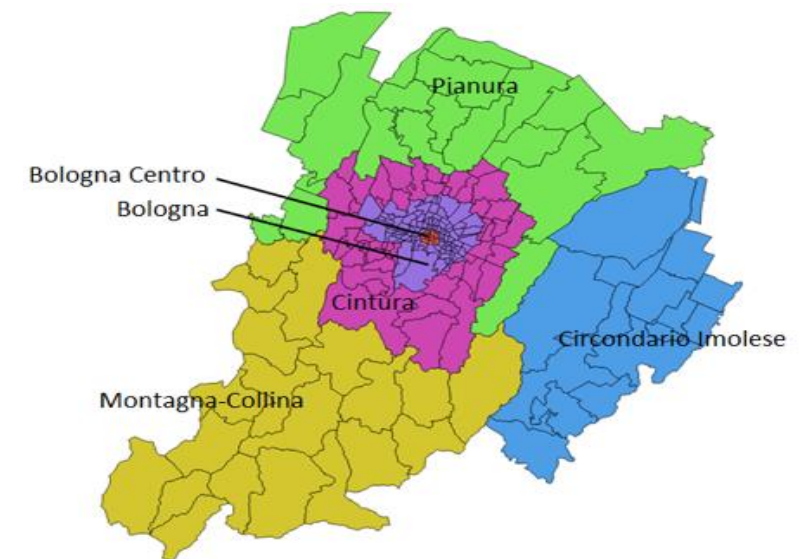 Pianura
Bologna Centro
Bologna
Cintura
Circondario Imolese
Montagna-Collina